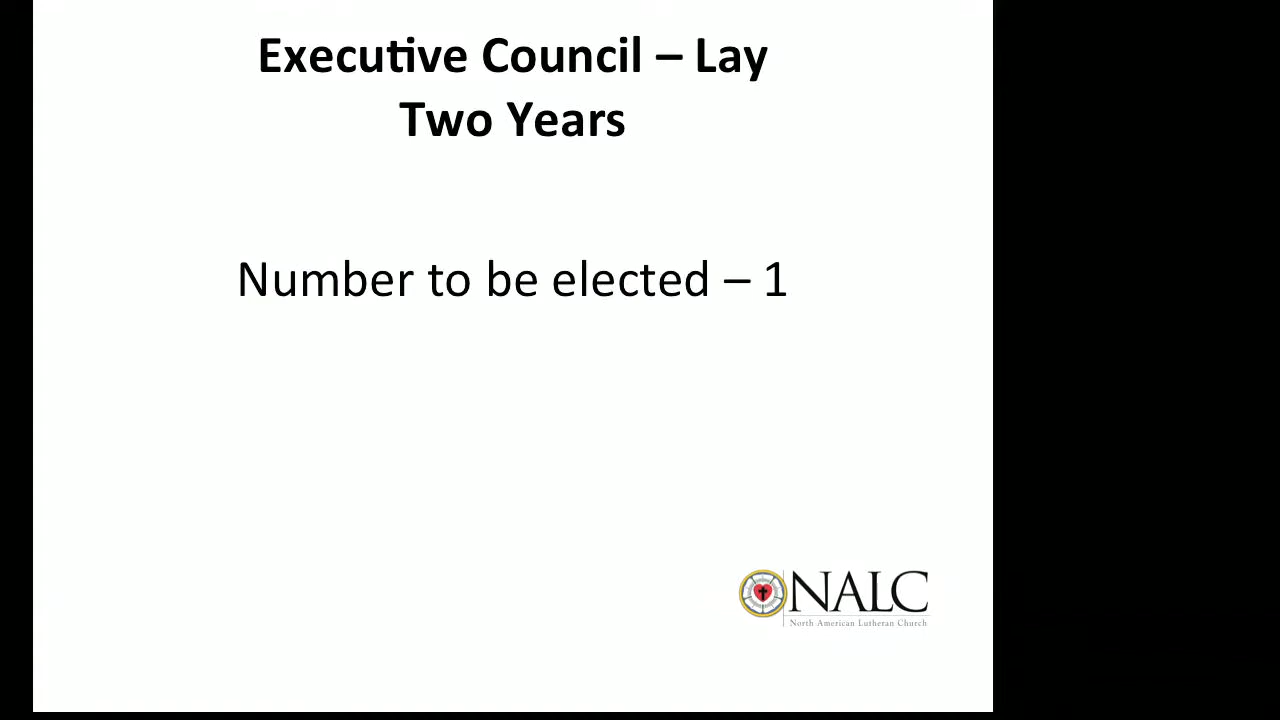 Executive Council – Lay
Two Years
Number to be elected – 1
NALC
North American Lutheran Church